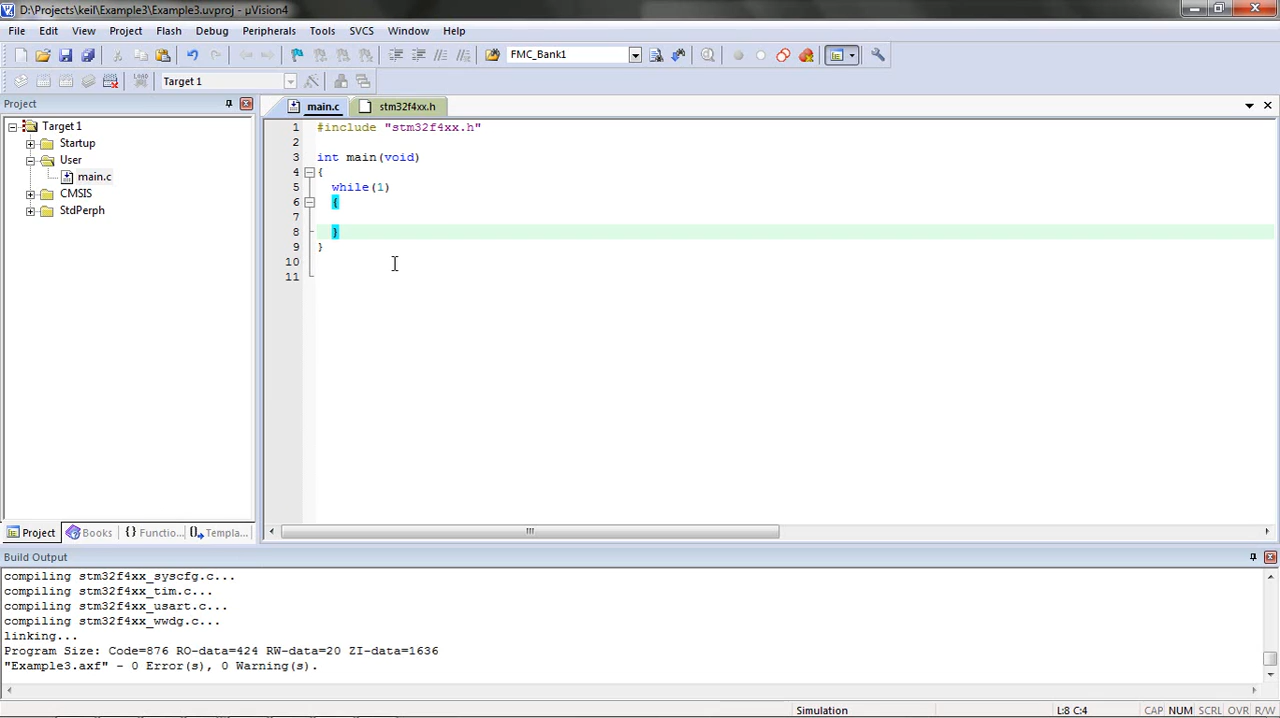 D:\Projects\keil\Example3\Example3.uvproj - µVision4
File Edit View Project Flash Debug Peripherals Tools SVCS Window Help
FMC_Bank1
LOAD Target 1
Project
main.c stm32f4xx.h
Target 1
Startup
User
main.c
CMSIS
StdPerph
1 #include "stm32f4xx.h"
2
3 int main(void)
4 {
5 while(1)
6 {
7
8 }
9 }
10
11
Project Books {} Functio... Templa...
Build Output
compiling stm32f4xx_syscfg.c...
compiling stm32f4xx_tim.c...
compiling stm32f4xx_usart.c...
compiling stm32f4xx_wwdg.c...
linking...
Program Size: Code=876 RO-data=424 RW-data=20 ZI-data=1636
"Example3.axf" - 0 Error(s), 0 Warning(s).
Simulation L:8 C:4 CAP NUM SCRL OVR R/W